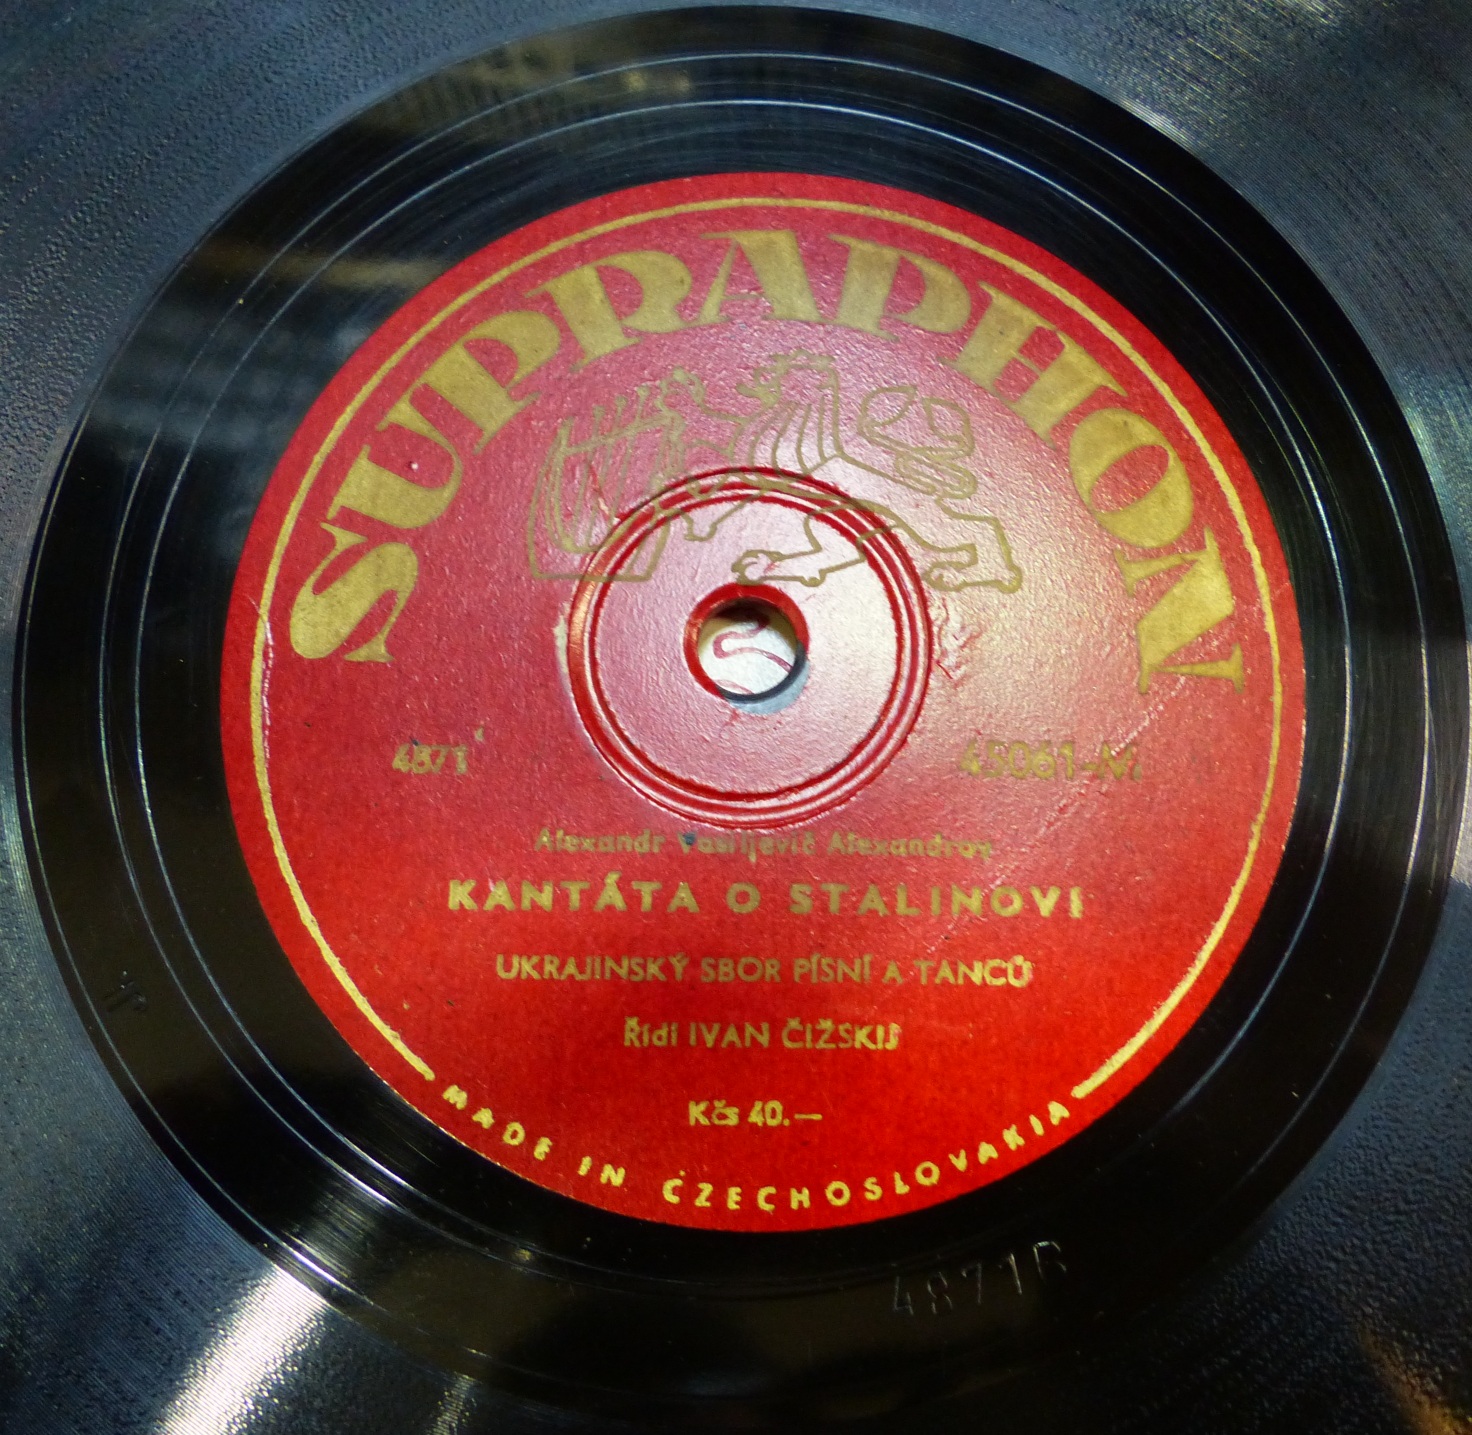 SUPRAPHON
4871
45061-M
Alexandr Vasiljevič Alexandrov
KANTÁTA O STALINOVI
UKRAJINSKÝ SBOR PÍSNÍ A TANCŮ
Řídí IVAN ČIŽSKIJ
Kčs 40.—
MADE IN CZECHOSLOVAKIA
4871R